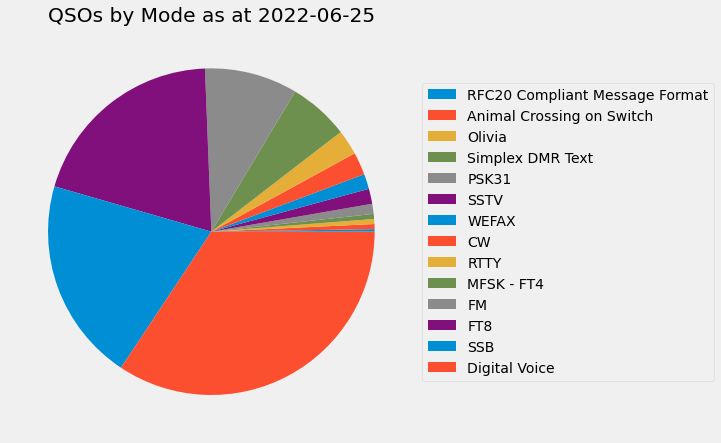 QSOs by Mode as at 2022-06-25
RFC20 Compliant Message Format
Animal Crossing on Switch
Olivia
Simplex DMR Text
PSK31
SSTV
WEFAX
CW
RTTY
MFSK - FT4
FM
FT8
SSB
Digital Voice